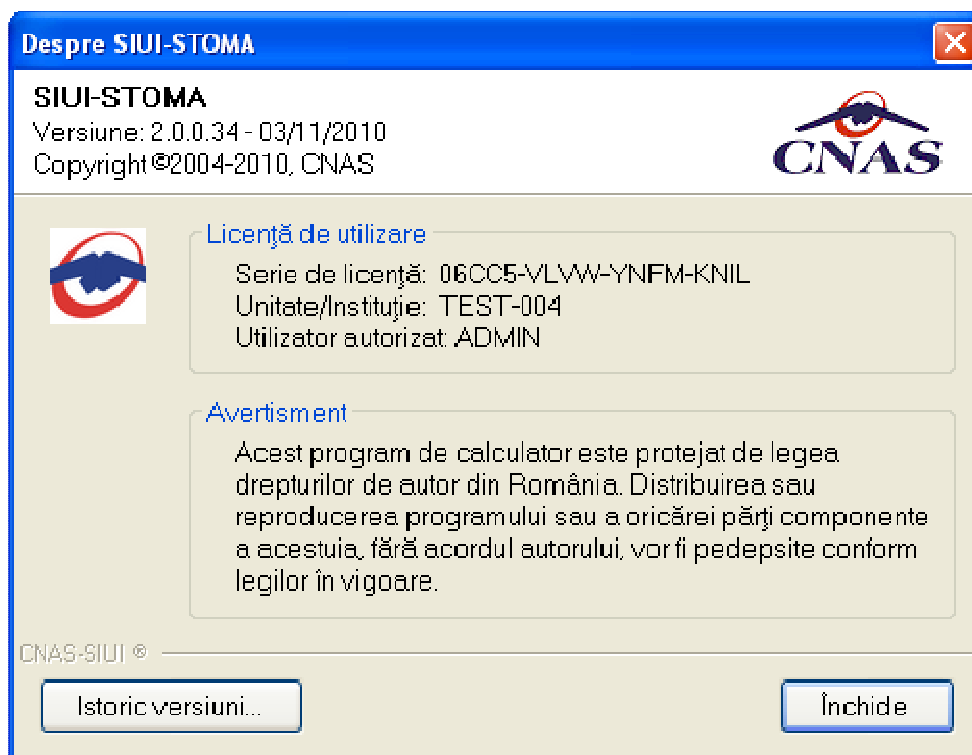 Despre SIUI-STOMA
SIUI-STOMA
Versiune: 2.0.0.34 - 03/11/2010
Copyright ©2004-2010, CNAS
CNAS
Licenţă de utilizare
Serie de licenţă: 06CC5-VLVW-YNFM-KNIL
Unitate/Instituţie: TEST-004
Utilizator autorizat: ADMIN
Avertisment
Acest program de calculator este protejat de legea
drepturilor de autor din România. Distribuirea sau
reproducerea programului sau a oricărei părţi componente
a acestuia, fără acordul autorului, vor fi pedepsite conform
legilor în vigoare.
CNAS-SIUI ®
Istoric versiuni...
Închide